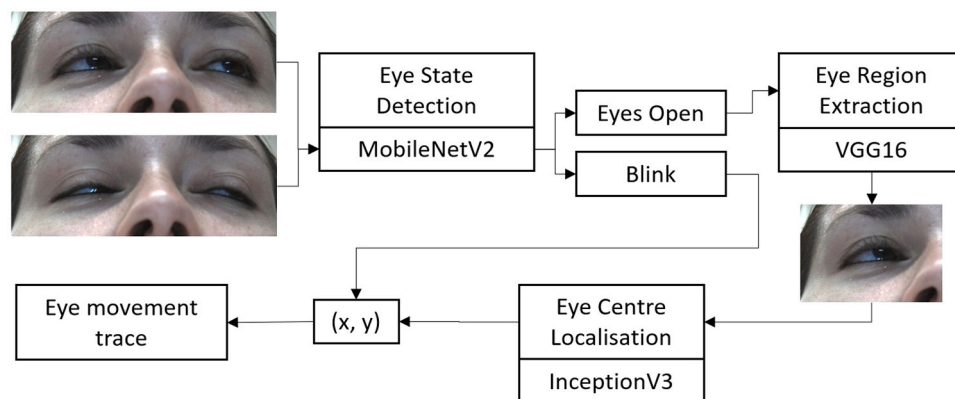 Eye State
Detection
MobileNetV2
Eyes Open
Blink
Eye Region
Extraction
VGG16
Eye movement
trace
(x, y)
Eye Centre
Localisation
InceptionV3